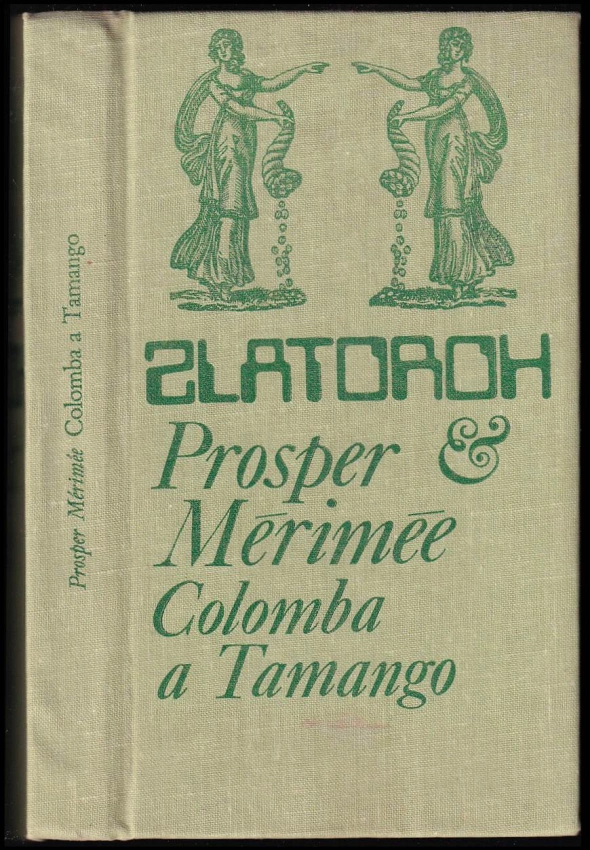 Prosper Mérimée Colomba a Tamango
ZLATOROH
Prosper &
Mérimée
Colomba
a Tamango